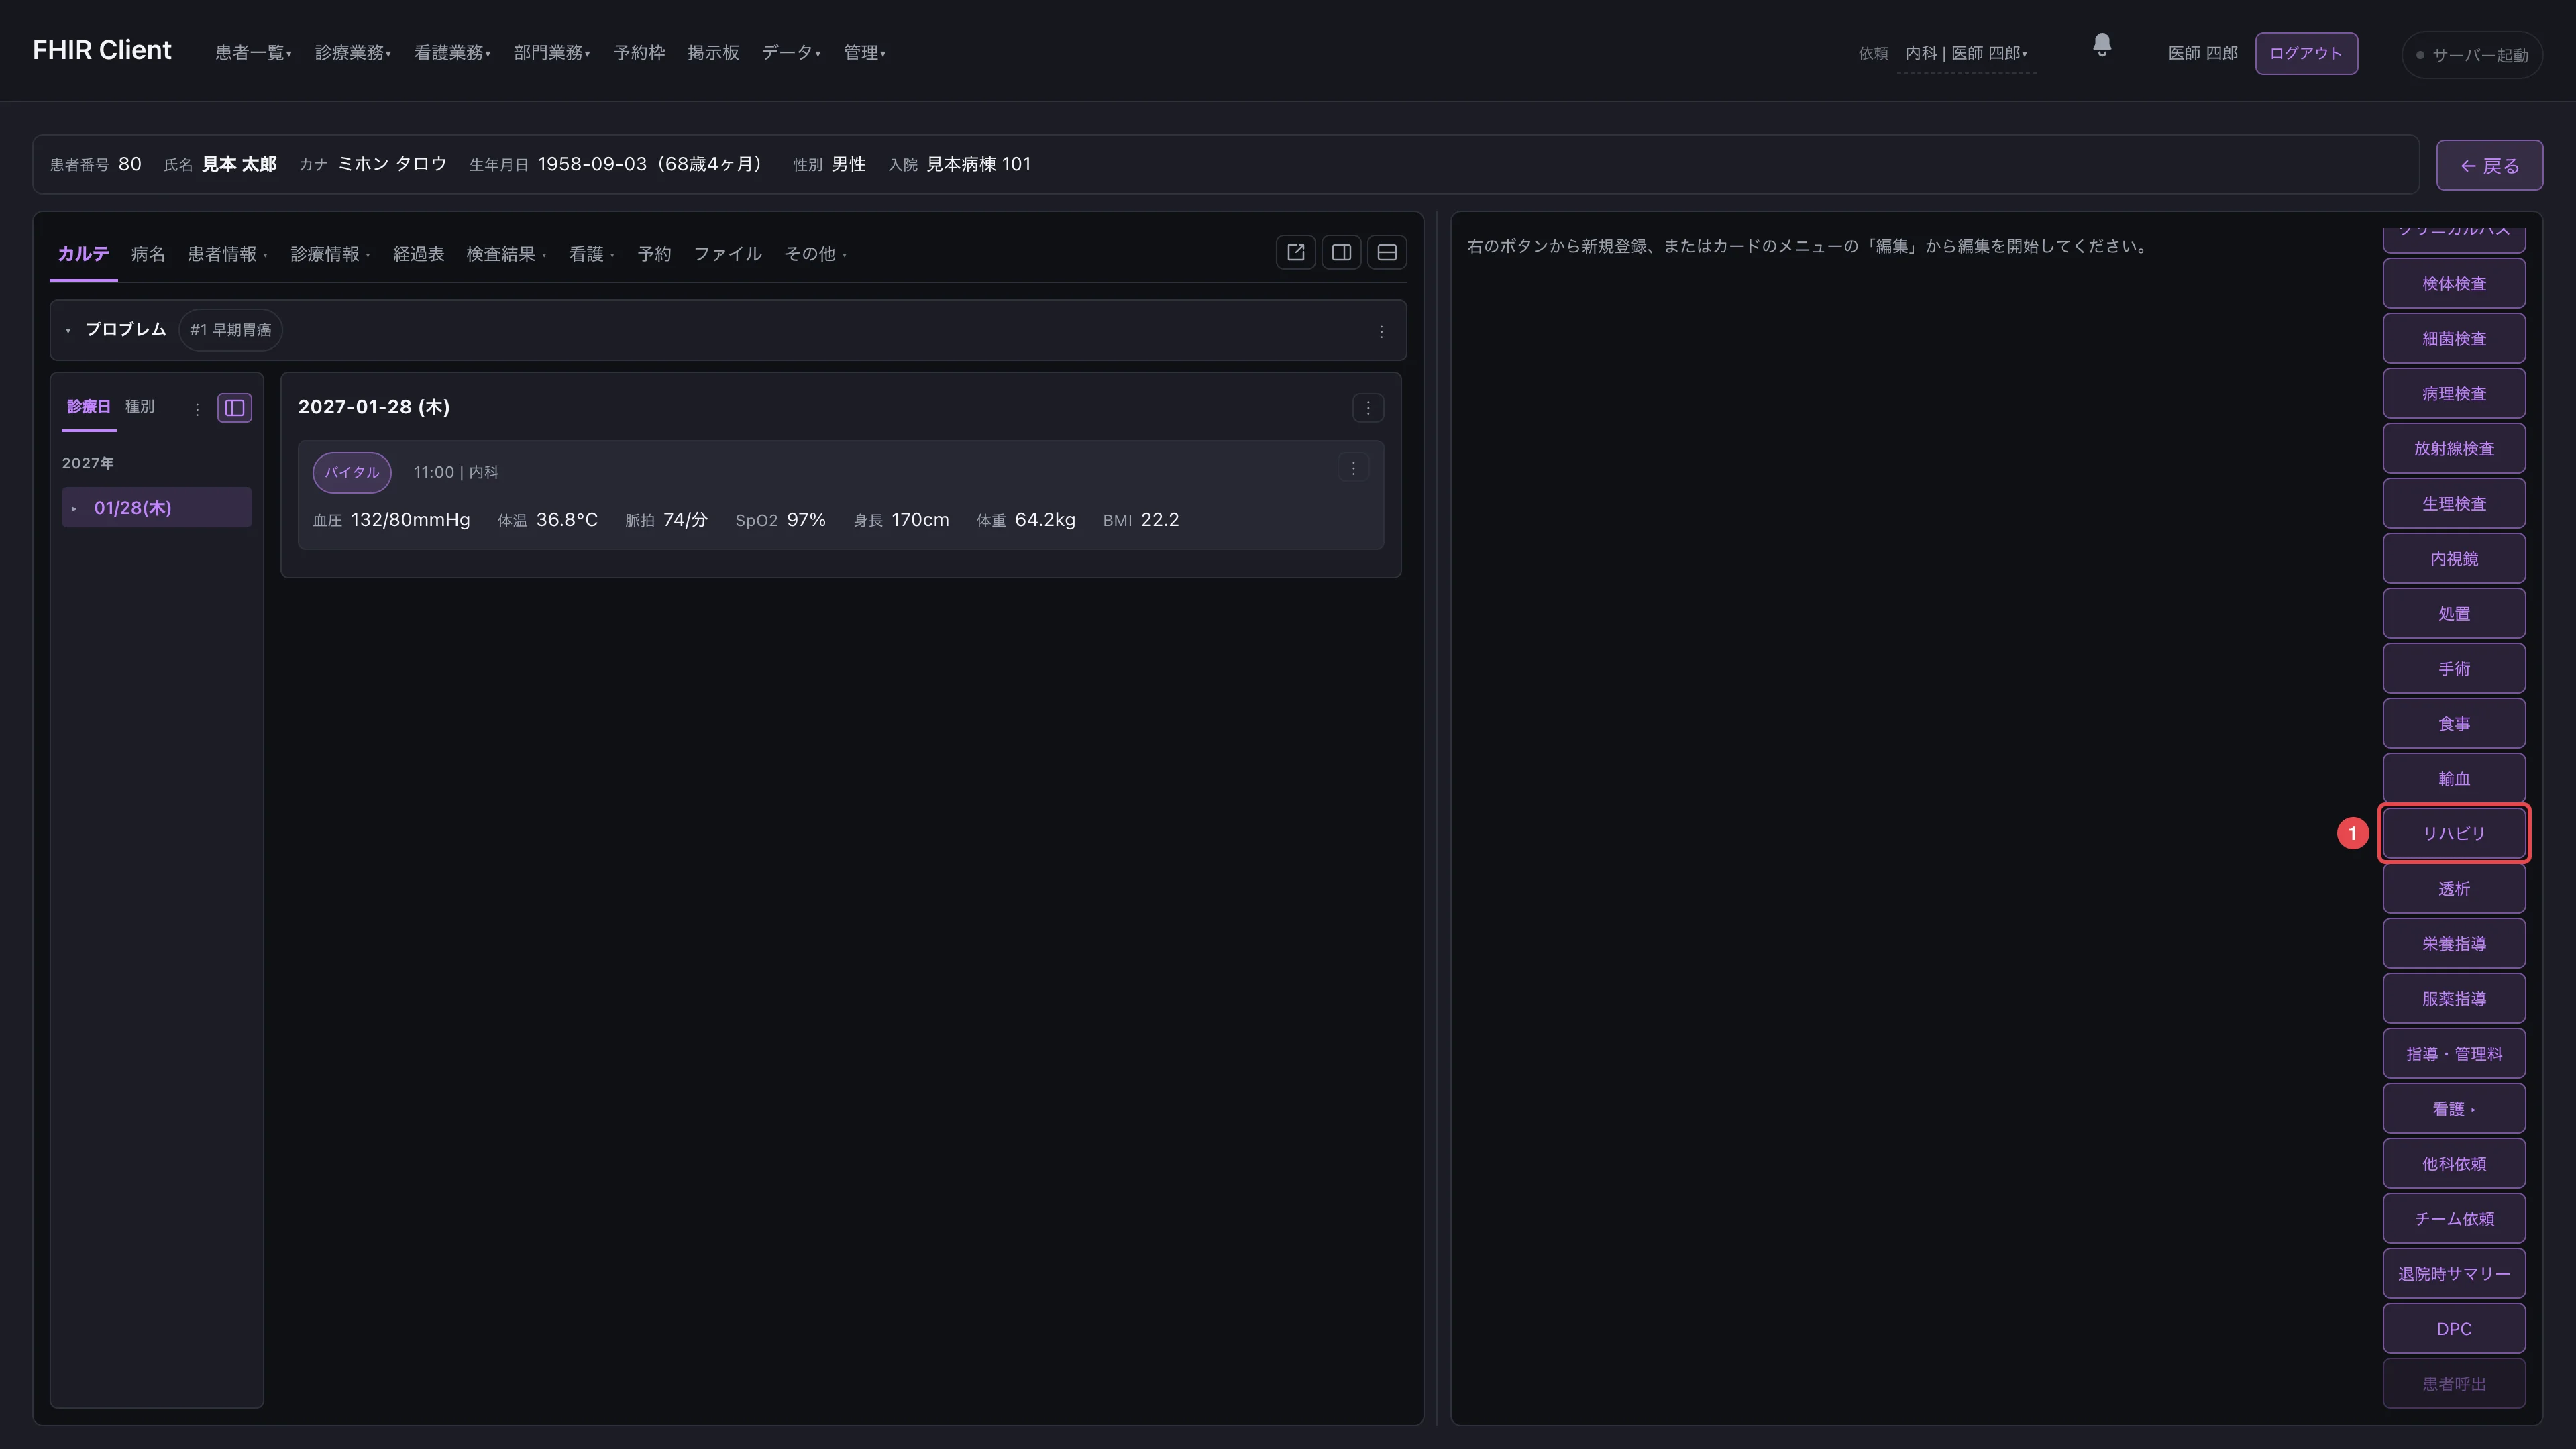 FHIR Client 患者一覧▾ 診療業務▾ 看護業務▾ 部門業務▾ 予約枠 掲示板 データ▾ 管理▾ 依頼 内科 | 医師 四郎▾ 医師 四郎 ログアウト サーバー起動
患者番号 80 氏名 見本 太郎 カナ ミホン タロウ 生年月日 1958-09-03（68歳4ヶ月） 性別 男性 入院 見本病棟 101 ← 戻る
カルテ 病名 患者情報 診療情報 経過表 検査結果 看護 予約 ファイル その他
プロブレム #1 早期胃癌
診療日 種別
2027年
01/28(木)
2027-01-28 (木)
バイタル 11:00 | 内科
血圧 132/80mmHg 体温 36.8°C 脈拍 74/分 SpO2 97% 身長 170cm 体重 64.2kg BMI 22.2
右のボタンから新規登録、またはカードのメニューの「編集」から編集を開始してください。
クリニカルパス
検体検査
細菌検査
病理検査
放射線検査
生理検査
内視鏡
処置
手術
食事
輸血
1 リハビリ
透析
栄養指導
服薬指導
指導・管理料
看護
他科依頼
チーム依頼
退院時サマリー
DPC
患者呼出